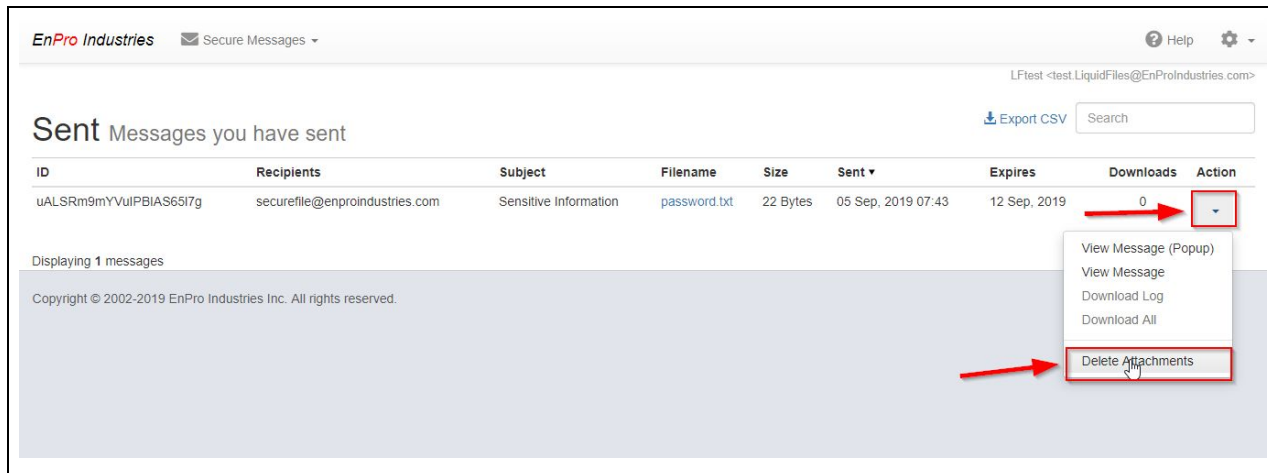 EnPro Industries Secure Messages Help
LFtest <test.LiquidFiles@EnProIndustries.com>
Sent Messages you have sent Export CSV Search
ID Recipients Subject Filename Size Sent Expires Downloads Action
uALSRm9mYVuIPBIAS65I7g securefile@enproindustries.com Sensitive Information password.txt 22 Bytes 05 Sep, 2019 07:43 12 Sep, 2019 0
View Message (Popup)
Displaying 1 messages
View Message
Copyright © 2002-2019 EnPro Industries Inc. All rights reserved.
Download Log
Download All
Delete Attachments